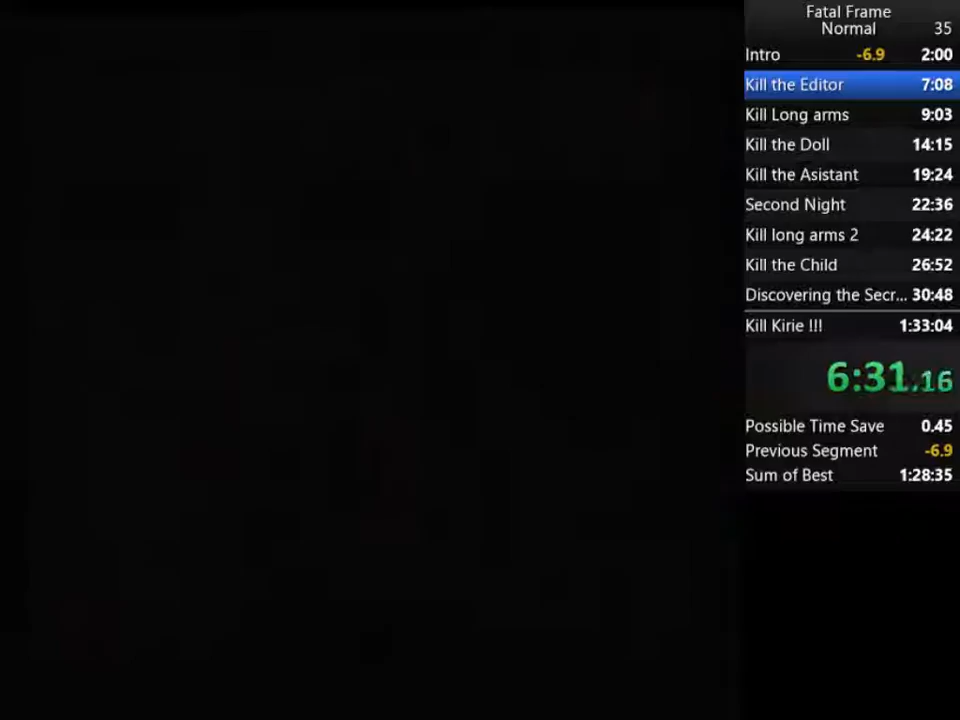 Fatal Frame
Normal 35
Intro -6.9 2:00
Kill the Editor 7:08
Kill Long arms 9:03
Kill the Doll 14:15
Kill the Asistant 19:24
Second Night 22:36
Kill long arms 2 24:22
Kill the Child 26:52
Discovering the Secr... 30:48
Kill Kirie !!! 1:33:04
6:31.16
Possible Time Save 0.45
Previous Segment -6.9
Sum of Best 1:28:35